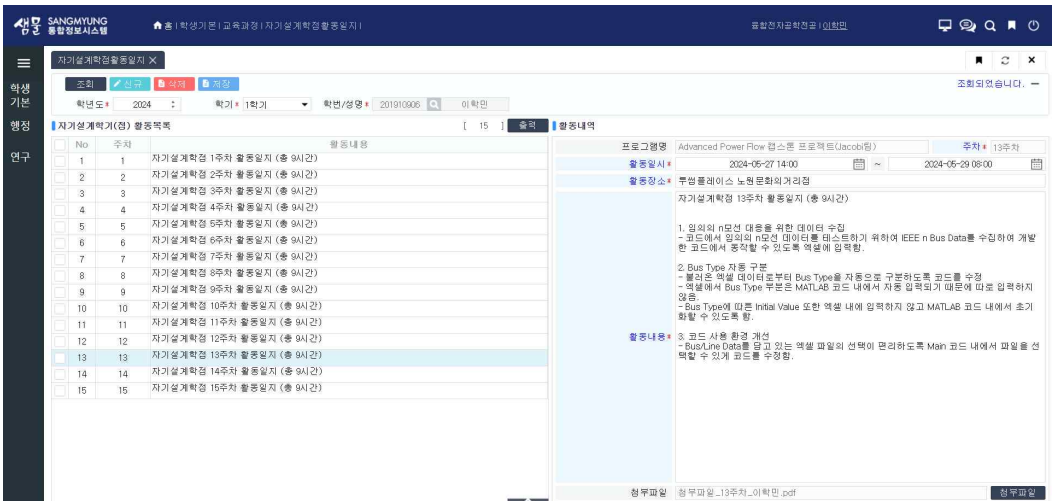 샘물 SANGMYUNG 통합정보시스템
홈 | 학생기본 | 교육과정 | 자기설계학점활동일지 |
융합전자공학전공 | 이학민
학생기본
행정
연구
자기설계학점활동일지 X
조회 신규 삭제 저장
조회되었습니다.
학년도* 2024 학기* 1학기 학번/성명* 201910906 이학민
자기설계학기(점) 활동목록 [ 15 ] 출력
No 주차 활동내용
1 1 자기설계학점 1주차 활동일지 (총 9시간)
2 2 자기설계학점 2주차 활동일지 (총 9시간)
3 3 자기설계학점 3주차 활동일지 (총 9시간)
4 4 자기설계학점 4주차 활동일지 (총 9시간)
5 5 자기설계학점 5주차 활동일지 (총 9시간)
6 6 자기설계학점 6주차 활동일지 (총 9시간)
7 7 자기설계학점 7주차 활동일지 (총 9시간)
8 8 자기설계학점 8주차 활동일지 (총 9시간)
9 9 자기설계학점 9주차 활동일지 (총 9시간)
10 10 자기설계학점 10주차 활동일지 (총 9시간)
11 11 자기설계학점 11주차 활동일지 (총 9시간)
12 12 자기설계학점 12주차 활동일지 (총 9시간)
13 13 자기설계학점 13주차 활동일지 (총 9시간)
14 14 자기설계학점 14주차 활동일지 (총 9시간)
15 15 자기설계학점 15주차 활동일지 (총 9시간)
활동내역
프로그램명 Advanced Power Flow 캡스톤 프로젝트(Jacobi팀) 주차* 13주차
활동일시* 2024-05-27 14:00 ~ 2024-05-29 08:00
활동장소* 투썸플레이스 노원문화의거리점
활동내용*
자기설계학점 13주차 활동일지 (총 9시간)
1. 임의의 n모선 대응을 위한 데이터 수집
- 코드에서 임의의 n모선 데이터를 테스트하기 위하여 IEEE n Bus Data를 수집하여 개발
한 코드에서 동작할 수 있도록 엑셀에 입력함.
2. Bus Type 자동 구분
- 불러온 엑셀 데이터로부터 Bus Type을 자동으로 구분하도록 코드를 수정
- 엑셀에서 Bus Type 부분은 MATLAB 코드 내에서 자동 입력되기 때문에 따로 입력하지
않음.
- Bus Type에 따른 Initial Value 또한 엑셀 내에 입력하지 않고 MATLAB 코드 내에서 초기
화할 수 있도록 함.
3. 코드 사용 환경 개선
- Bus/Line Data를 담고 있는 엑셀 파일의 선택이 편리하도록 Main 코드 내에서 파일을 선
택할 수 있게 코드를 수정함.
첨부파일 첨부파일_13주차_이학민.pdf 첨부파일